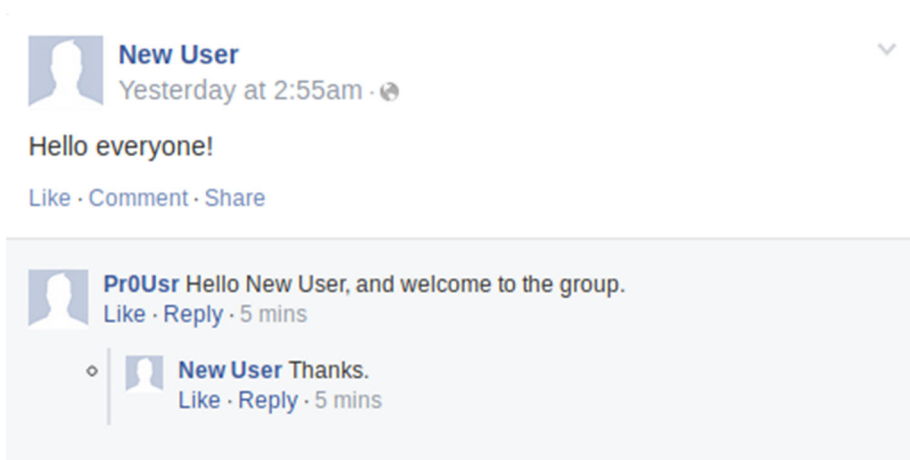 New User
Yesterday at 2:55am ·
Hello everyone!
Like · Comment · Share
Pr0Usr Hello New User, and welcome to the group.
Like · Reply · 5 mins
New User Thanks.
Like · Reply · 5 mins